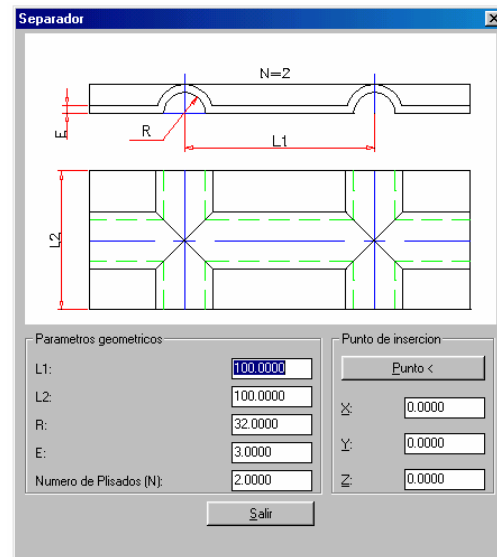 Separador
N=2
E
R
L1
L2
Parametros geometricos
L1: 100.0000
L2: 100.0000
R: 32.0000
E: 3.0000
Numero de Plisados (N): 2.0000
Punto de insercion
Punto <
X: 0.0000
Y: 0.0000
Z: 0.0000
Salir